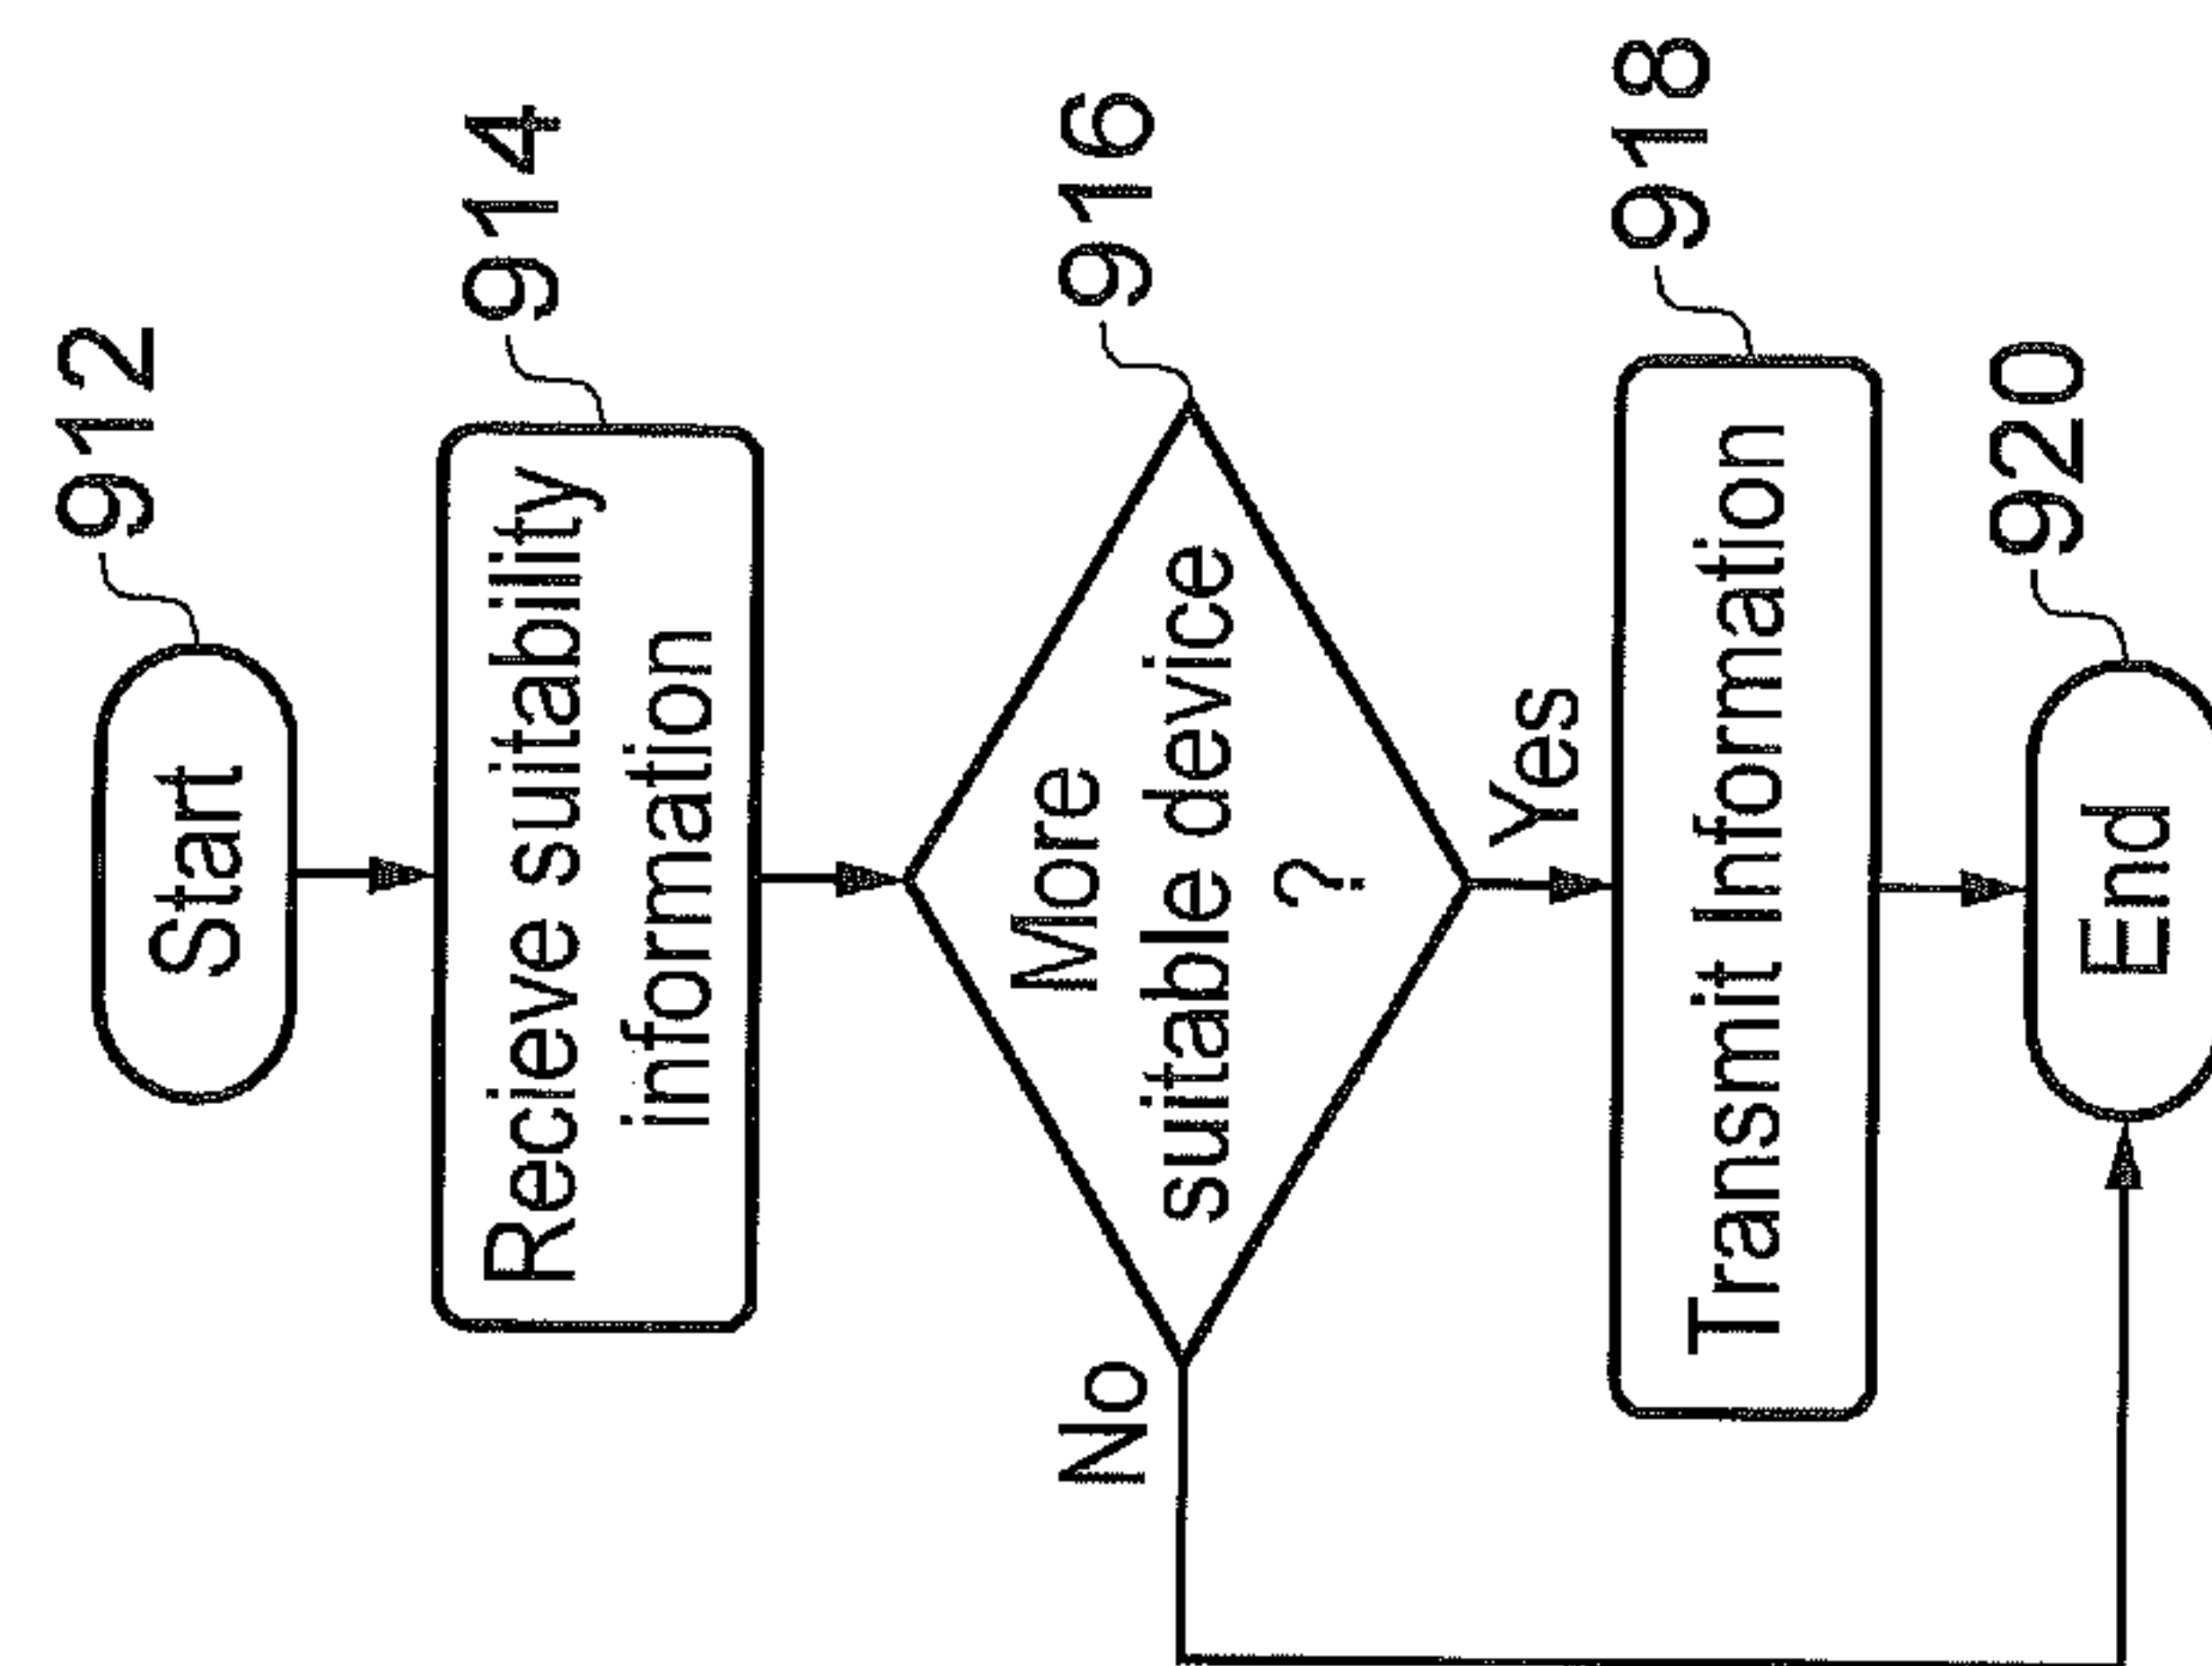 912
Start
914
Recieve suitability
information
916
More
suitable device
?
No
Yes
918
Transmit Information
920
End